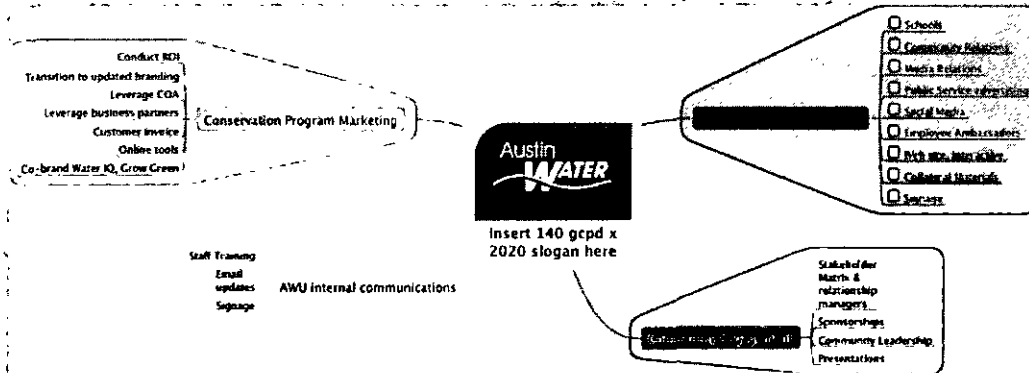 Conduct ROI
Transition to updated branding
Leverage COA
Leverage business partners
Customer invoice
Online tools
Co-brand Water IQ, Grow Green
Conservation Program Marketing
Staff Training
Email
updates
Signage
AWU internal communications
Austin
WATER
Insert 140 gcpd x
2020 slogan here
Schools
Community Relations
Media Relations
Public Service advertising
Social Media
Employee Ambassadors
Web site, interactive
Collateral Materials
Signage
Stakeholder
Matrix &
relationship
managers
Sponsorships
Community Leadership
Presentations